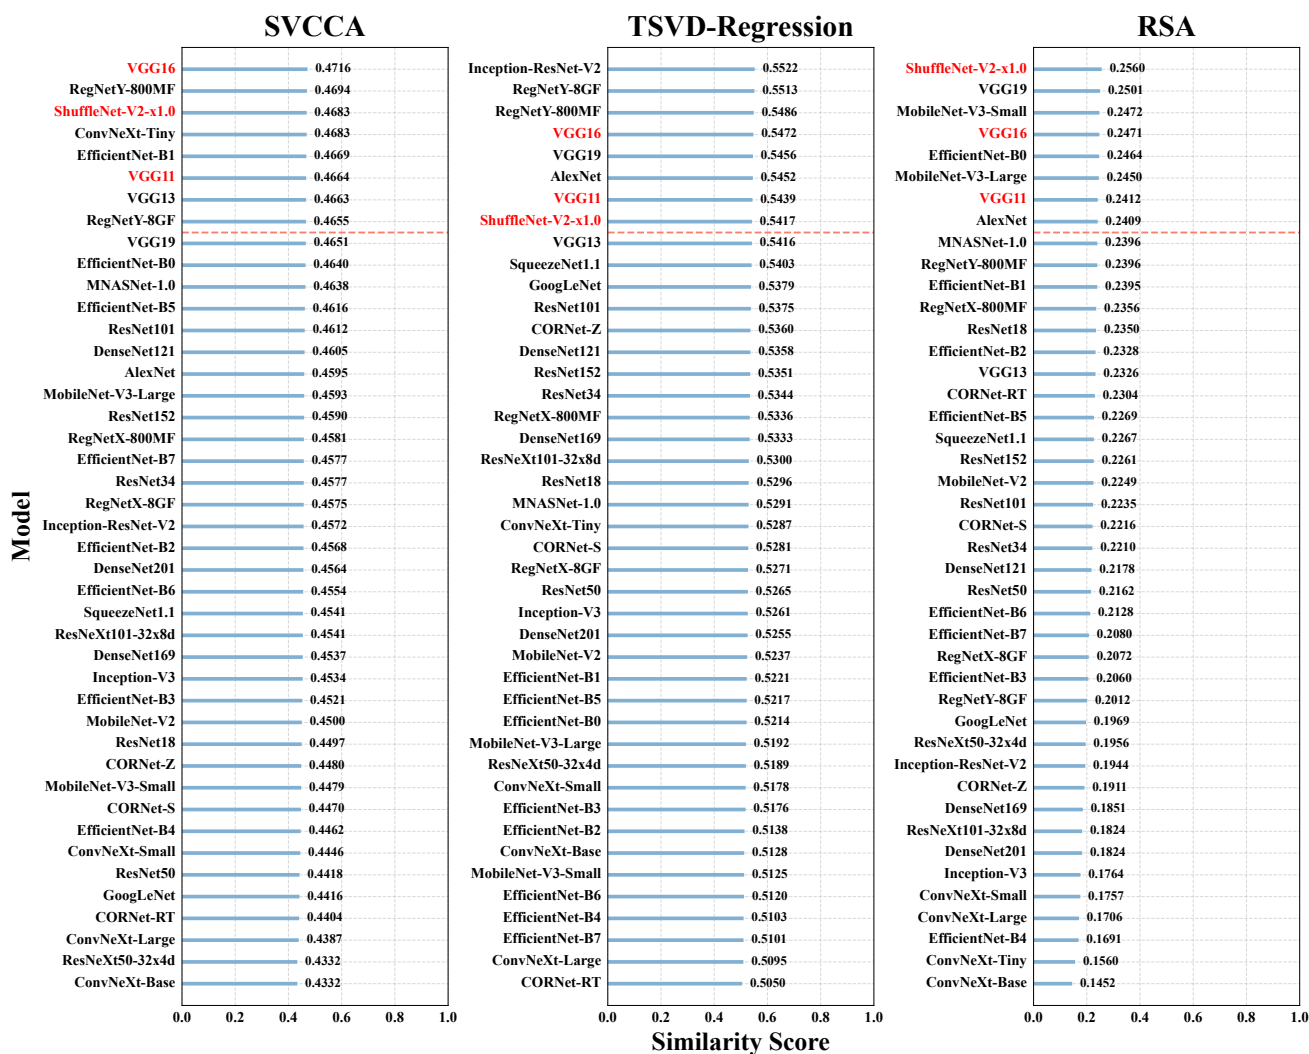 SVCCA
VGG16 0.4716
RegNetY-800MF 0.4694
ShuffleNet-V2-x1.0 0.4683
ConvNeXt-Tiny 0.4683
EfficientNet-B1 0.4669
VGG11 0.4664
VGG13 0.4663
RegNetY-8GF 0.4655
VGG19 0.4651
EfficientNet-B0 0.4640
MNASNet-1.0 0.4638
EfficientNet-B5 0.4616
ResNet101 0.4612
DenseNet121 0.4605
AlexNet 0.4595
MobileNet-V3-Large 0.4593
ResNet152 0.4590
RegNetX-800MF 0.4581
EfficientNet-B7 0.4577
ResNet34 0.4577
RegNetX-8GF 0.4575
Inception-ResNet-V2 0.4572
EfficientNet-B2 0.4568
DenseNet201 0.4564
EfficientNet-B6 0.4554
SqueezeNet1.1 0.4541
ResNeXt101-32x8d 0.4541
DenseNet169 0.4537
Inception-V3 0.4534
EfficientNet-B3 0.4521
MobileNet-V2 0.4500
ResNet18 0.4497
CORNet-Z 0.4480
MobileNet-V3-Small 0.4479
CORNet-S 0.4470
EfficientNet-B4 0.4462
ConvNeXt-Small 0.4446
ResNet50 0.4418
GoogLeNet 0.4416
CORNet-RT 0.4404
ConvNeXt-Large 0.4387
ResNeXt50-32x4d 0.4332
ConvNeXt-Base 0.4332
0.0 0.2 0.4 0.6 0.8 1.0
Model
TSVD-Regression
Inception-ResNet-V2 0.5522
RegNetY-8GF 0.5513
RegNetY-800MF 0.5486
VGG16 0.5472
VGG19 0.5456
AlexNet 0.5452
VGG11 0.5439
ShuffleNet-V2-x1.0 0.5417
VGG13 0.5416
SqueezeNet1.1 0.5403
GoogLeNet 0.5379
ResNet101 0.5375
CORNet-Z 0.5360
DenseNet121 0.5358
ResNet152 0.5351
ResNet34 0.5344
RegNetX-800MF 0.5336
DenseNet169 0.5333
ResNeXt101-32x8d 0.5300
ResNet18 0.5296
MNASNet-1.0 0.5291
ConvNeXt-Tiny 0.5287
CORNet-S 0.5281
RegNetX-8GF 0.5271
ResNet50 0.5265
Inception-V3 0.5261
DenseNet201 0.5255
MobileNet-V2 0.5237
EfficientNet-B1 0.5221
EfficientNet-B5 0.5217
EfficientNet-B0 0.5214
MobileNet-V3-Large 0.5192
ResNeXt50-32x4d 0.5189
ConvNeXt-Small 0.5178
EfficientNet-B3 0.5176
EfficientNet-B2 0.5138
ConvNeXt-Base 0.5128
MobileNet-V3-Small 0.5125
EfficientNet-B6 0.5120
EfficientNet-B4 0.5103
EfficientNet-B7 0.5101
ConvNeXt-Large 0.5095
CORNet-RT 0.5050
0.0 0.2 0.4 0.6 0.8 1.0
Similarity Score
RSA
ShuffleNet-V2-x1.0 0.2560
VGG19 0.2501
MobileNet-V3-Small 0.2472
VGG16 0.2471
EfficientNet-B0 0.2464
MobileNet-V3-Large 0.2450
VGG11 0.2412
AlexNet 0.2409
MNASNet-1.0 0.2396
RegNetY-800MF 0.2396
EfficientNet-B1 0.2395
RegNetX-800MF 0.2356
ResNet18 0.2350
EfficientNet-B2 0.2328
VGG13 0.2326
CORNet-RT 0.2304
EfficientNet-B5 0.2269
SqueezeNet1.1 0.2267
ResNet152 0.2261
MobileNet-V2 0.2249
ResNet101 0.2235
CORNet-S 0.2216
ResNet34 0.2210
DenseNet121 0.2178
ResNet50 0.2162
EfficientNet-B6 0.2128
EfficientNet-B7 0.2080
RegNetX-8GF 0.2072
EfficientNet-B3 0.2060
RegNetY-8GF 0.2012
GoogLeNet 0.1969
ResNeXt50-32x4d 0.1956
Inception-ResNet-V2 0.1944
CORNet-Z 0.1911
DenseNet169 0.1851
ResNeXt101-32x8d 0.1824
DenseNet201 0.1824
Inception-V3 0.1764
ConvNeXt-Small 0.1757
ConvNeXt-Large 0.1706
EfficientNet-B4 0.1691
ConvNeXt-Tiny 0.1560
ConvNeXt-Base 0.1452
0.0 0.2 0.4 0.6 0.8 1.0